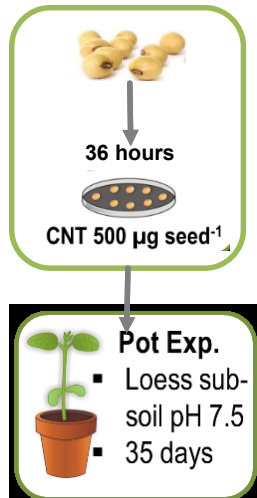 36 hours
CNT 500 µg seed⁻¹
Pot Exp.
▪ Loess sub-
soil pH 7.5
▪ 35 days